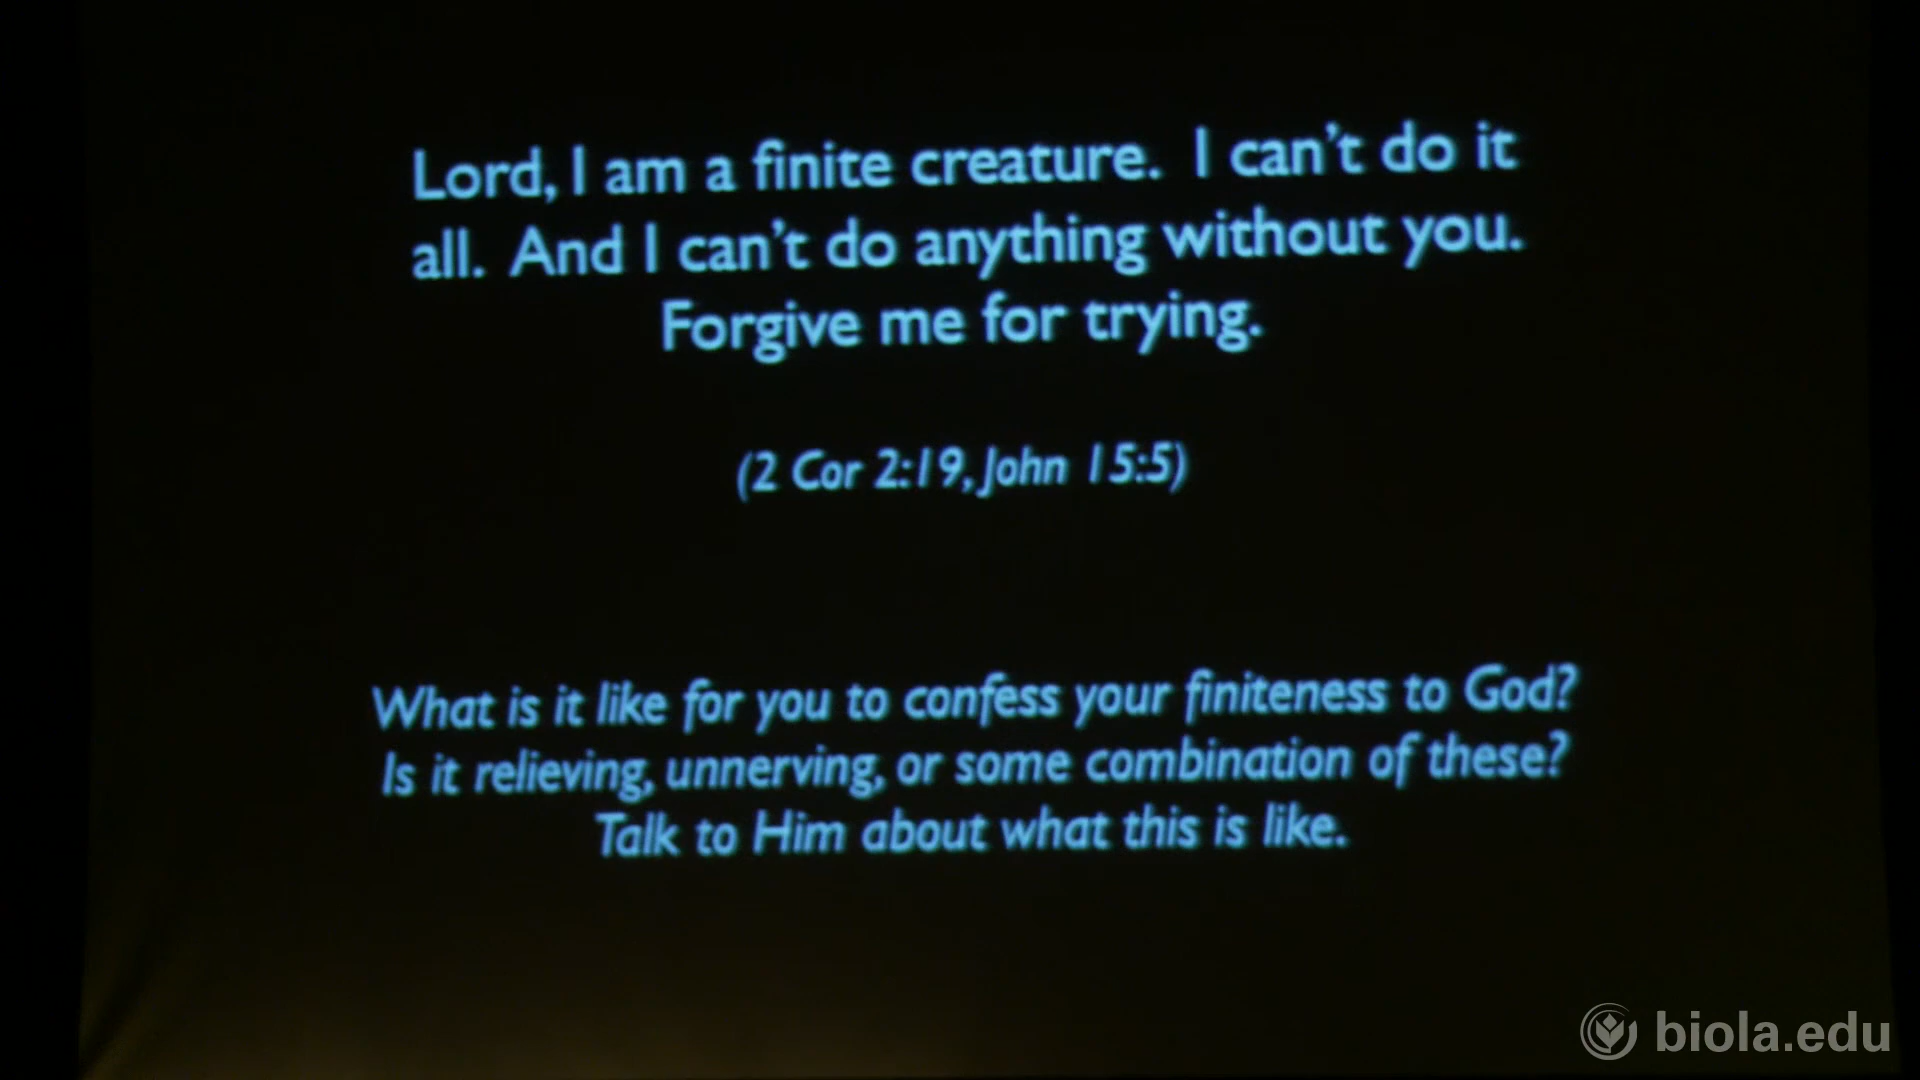 Lord, I am a finite creature. I can't do it
all. And I can't do anything without you.
Forgive me for trying.
(2 Cor 2:19, John 15:5)
What is it like for you to confess your finiteness to God?
Is it relieving, unnerving, or some combination of these?
Talk to Him about what this is like.
biola.edu